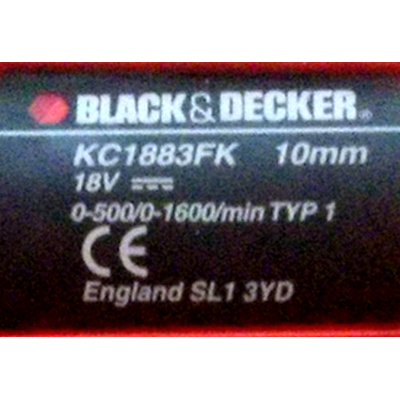 BLACK&DECKER®
KC1883FK 10mm
18V ⎓
0-500/0-1600/min TYP 1
CE
England SL1 3YD